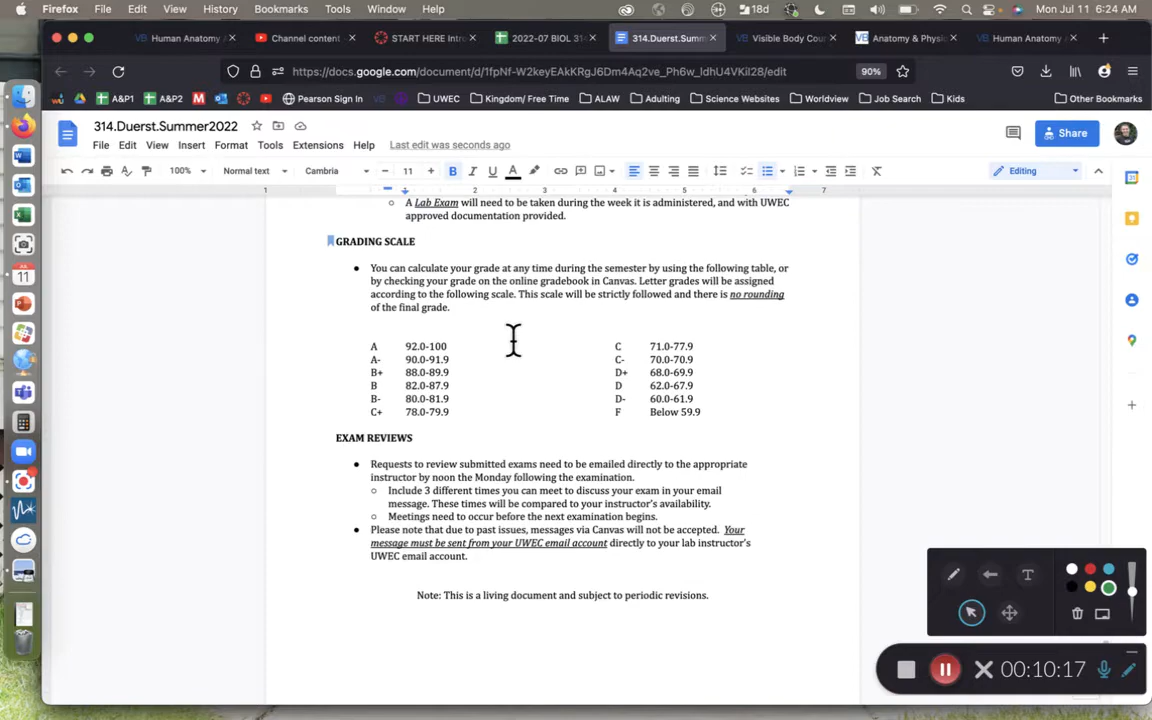 Firefox File Edit View History Bookmarks Tools Window Help 18d Mon Jul 11 6:24 AM
Human Anatomy
Channel content
START HERE Intro
2022-07 BIOL 314
314.Duerst.Summ
Visible Body Cou
Anatomy & Physio
Human Anatomy
https://docs.google.com/document/d/1fpNf-W2keyEAkKRgJ6Dm4Aq2ve_Ph6w_ldhU4VKil28/edit 90%
A&P1 A&P2 Pearson Sign In UWEC Kingdom/ Free Time ALAW Adulting Science Websites Worldview Job Search Kids Other Bookmarks
314.Duerst.Summer2022
Share
File Edit View Insert Format Tools Extensions Help Last edit was seconds ago
100% Normal text Cambria 11 Editing
1 1 2 3 4 5 6 7
○ A Lab Exam will need to be taken during the week it is administered, and with UWEC
approved documentation provided.
GRADING SCALE
● You can calculate your grade at any time during the semester by using the following table, or
by checking your grade on the online gradebook in Canvas. Letter grades will be assigned
according to the following scale. This scale will be strictly followed and there is no rounding
of the final grade.
A 92.0-100 C 71.0-77.9
A- 90.0-91.9 C- 70.0-70.9
B+ 88.0-89.9 D+ 68.0-69.9
B 82.0-87.9 D 62.0-67.9
B- 80.0-81.9 D- 60.0-61.9
C+ 78.0-79.9 F Below 59.9
EXAM REVIEWS
● Requests to review submitted exams need to be emailed directly to the appropriate
instructor by noon the Monday following the examination.
○ Include 3 different times you can meet to discuss your exam in your email
message. These times will be compared to your instructor's availability.
○ Meetings need to occur before the next examination begins.
● Please note that due to past issues, messages via Canvas will not be accepted. Your
message must be sent from your UWEC email account directly to your lab instructor's
UWEC email account.
Note: This is a living document and subject to periodic revisions.
00:10:17